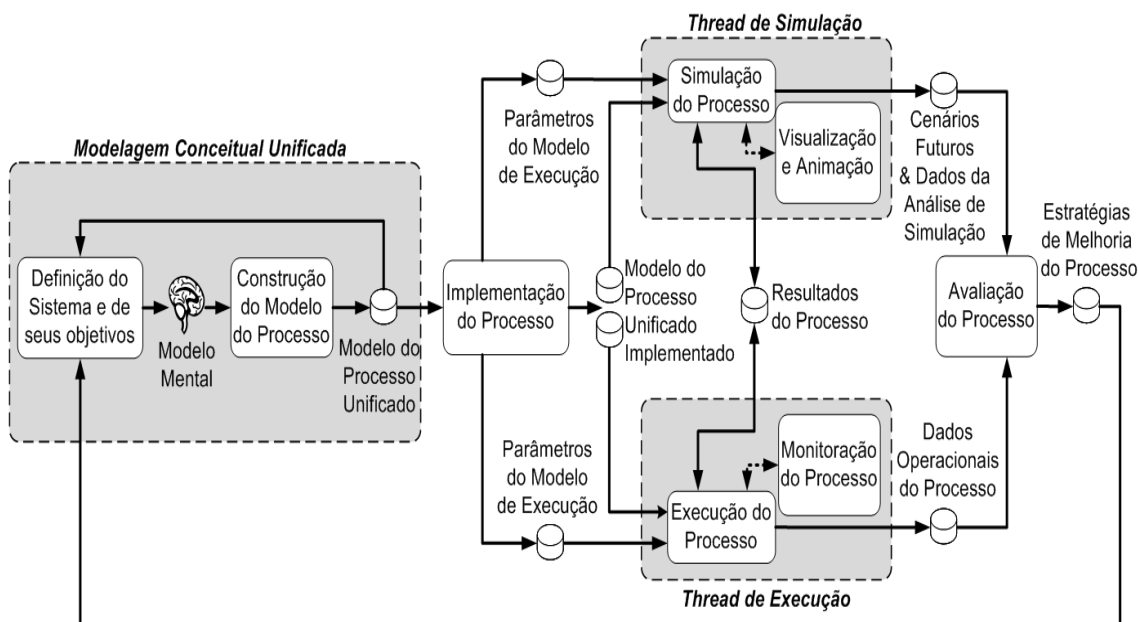 Modelagem Conceitual Unificada
Definição do
Sistema e de
seus objetivos
Modelo
Mental
Construção
do Modelo
do Processo
Modelo do
Processo
Unificado
Implementação
do Processo
Parâmetros
do Modelo
de Execução
Thread de Simulação
Simulação
do Processo
Visualização
e Animação
Modelo do
Processo
Unificado
Implementado
Resultados
do Processo
Parâmetros
do Modelo
de Execução
Monitoração
do Processo
Execução do
Processo
Thread de Execução
Cenários
Futuros
& Dados da
Análise de
Simulação
Dados
Operacionais
do Processo
Avaliação
do Processo
Estratégias
de Melhoria
do Processo